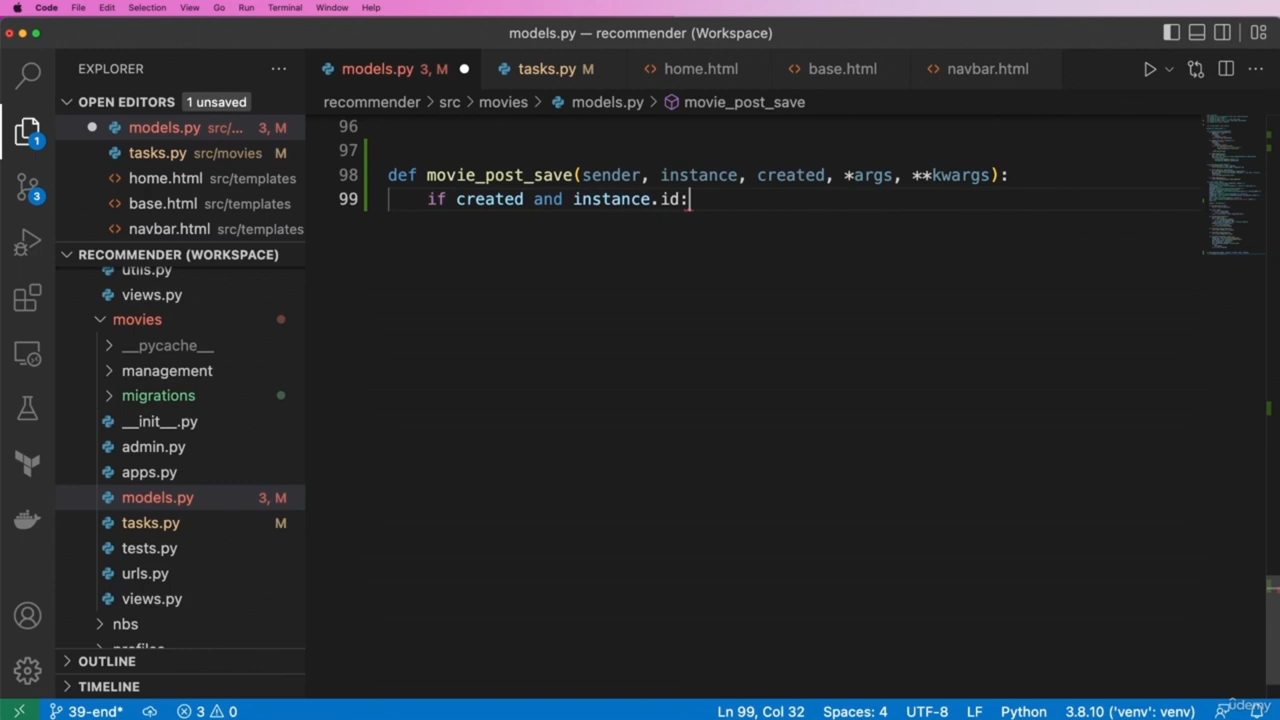 Code File Edit Selection View Go Run Terminal Window Help
models.py — recommender (Workspace)
EXPLORER
models.py 3, M
tasks.py M
home.html
base.html
navbar.html
OPEN EDITORS 1 unsaved
recommender > src > movies > models.py > movie_post_save
models.py src/... 3, M
tasks.py src/movies M
home.html src/templates
base.html src/templates
navbar.html src/templates
RECOMMENDER (WORKSPACE)
utils.py
views.py
movies
__pycache__
management
migrations
__init__.py
admin.py
apps.py
models.py 3, M
tasks.py M
tests.py
urls.py
views.py
nbs
profiles
OUTLINE
TIMELINE
1
3
96
97
98 def movie_post_save(sender, instance, created, *args, **kwargs):
99 if created and instance.id:
39-end* 3 0 Ln 99, Col 32 Spaces: 4 UTF-8 LF Python 3.8.10 ('venv': venv)
udemy